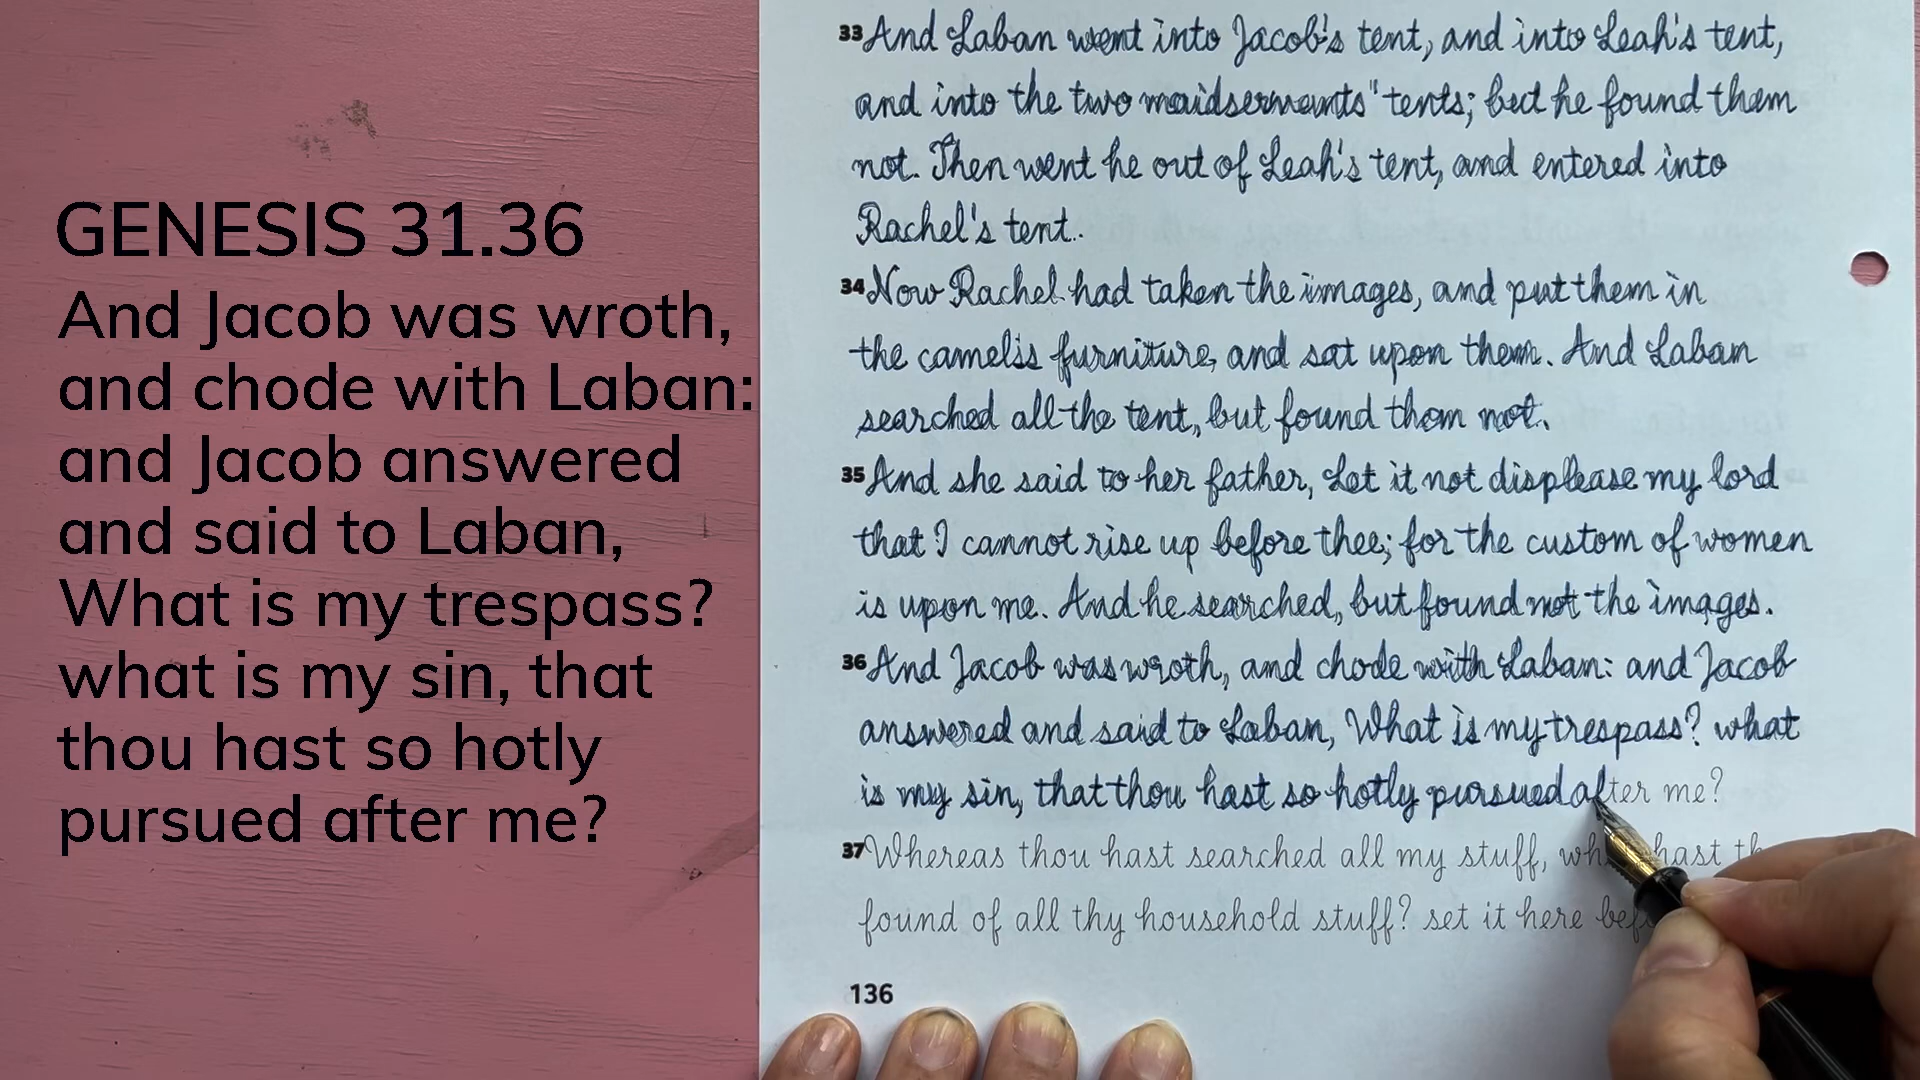 GENESIS 31.36
And Jacob was wroth,
and chode with Laban:
and Jacob answered
and said to Laban,
What is my trespass?
what is my sin, that
thou hast so hotly
pursued after me?
33 And Laban went into Jacob's tent, and into Leah's tent,
and into the two maidservants' tents; but he found them
not. Then went he out of Leah's tent, and entered into
Rachel's tent.
34 Now Rachel had taken the images, and put them in
the camel's furniture, and sat upon them. And Laban
searched all the tent, but found them not.
35 And she said to her father, Let it not displease my lord
that I cannot rise up before thee; for the custom of women
is upon me. And he searched, but found not the images.
36 And Jacob was wroth, and chode with Laban: and Jacob
answered and said to Laban, What is my trespass? what
is my sin, that thou hast so hotly pursued after me?
37 Whereas thou hast searched all my stuff, hast
found of all thy household stuff? set it here
136